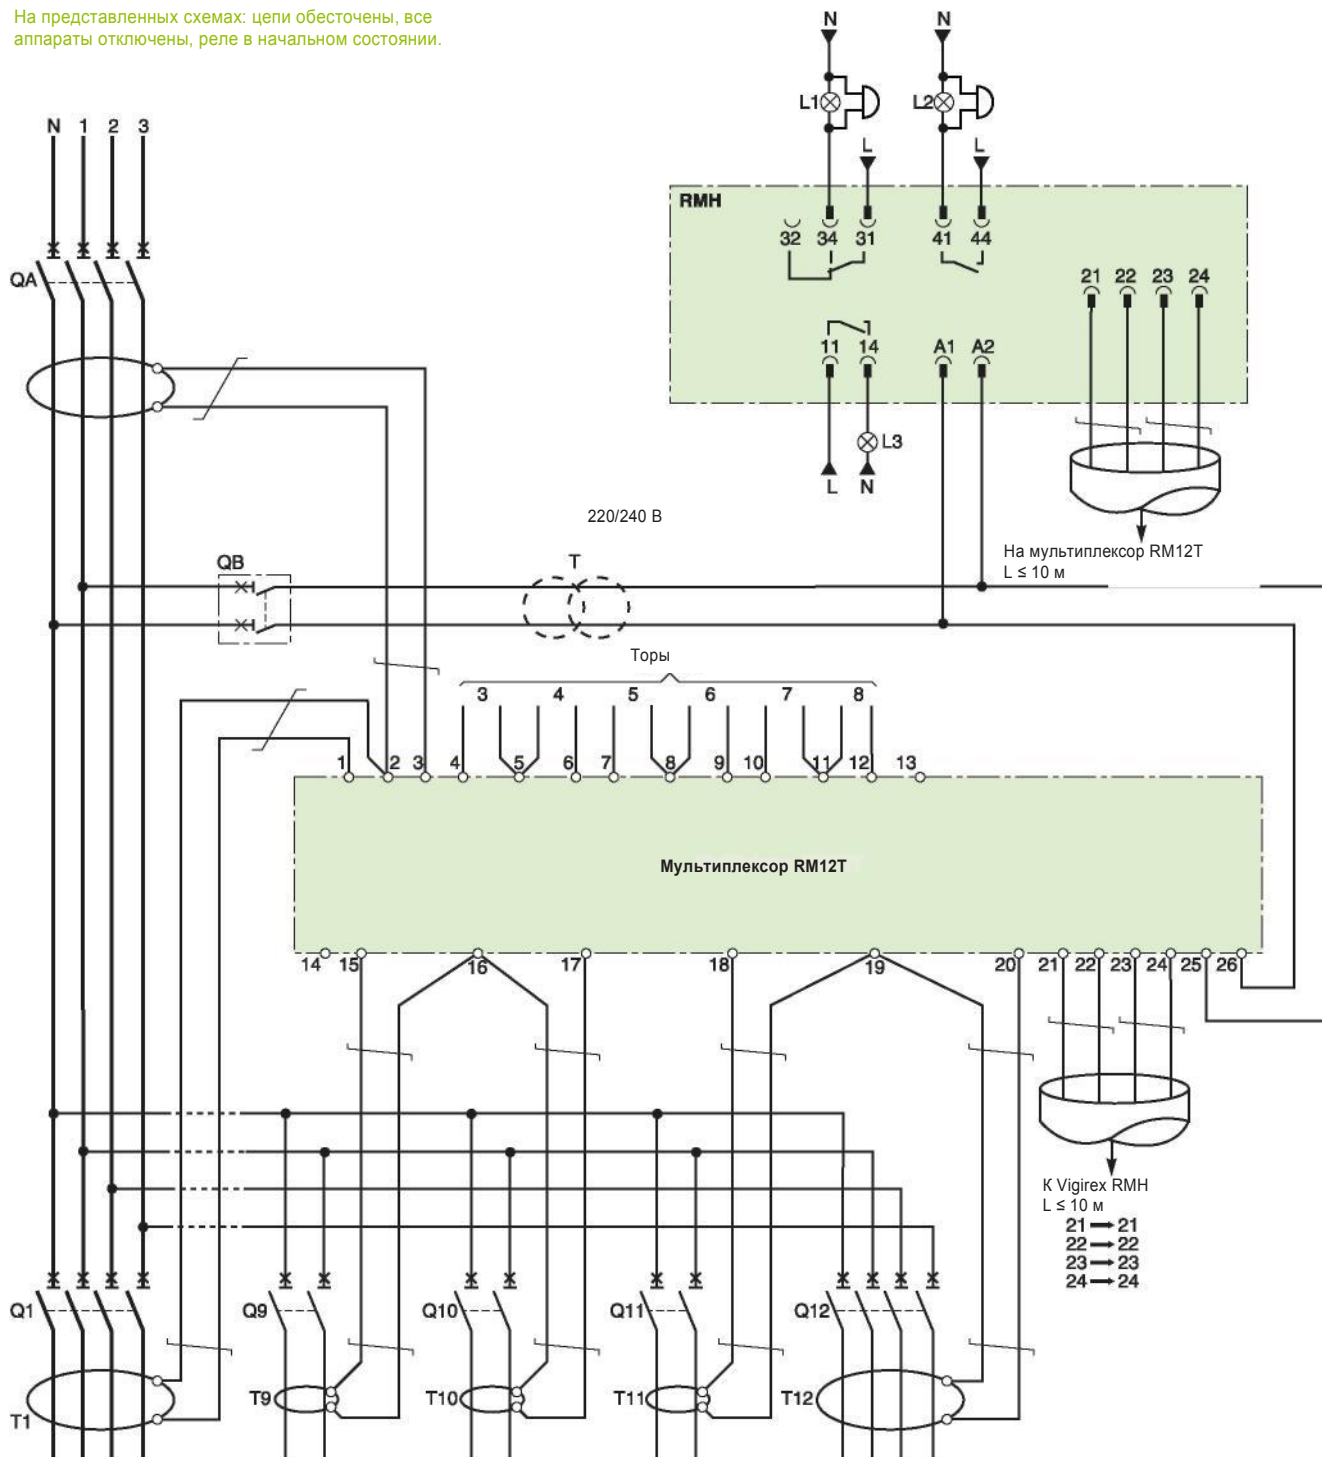 На представленных схемах: цепи обесточены, все
аппараты отключены, реле в начальном состоянии.
N N
L1 L2
N 1 2 3
L L
RMH
32 34 31 41 44
QA
21 22 23 24
11 14 A1 A2
L3
L N
220/240 В
На мультиплексор RM12T
L ≤ 10 м
QB T
Торы
3 4 5 6 7 8
1 2 3 4 5 6 7 8 9 10 11 12 13
Мультиплексор RM12T
14 15 16 17 18 19 20 21 22 23 24 25 26
К Vigirex RMH
L ≤ 10 м
21 → 21
22 → 22
23 → 23
24 → 24
Q1 Q9 Q10 Q11 Q12
T1 T9 T10 T11 T12